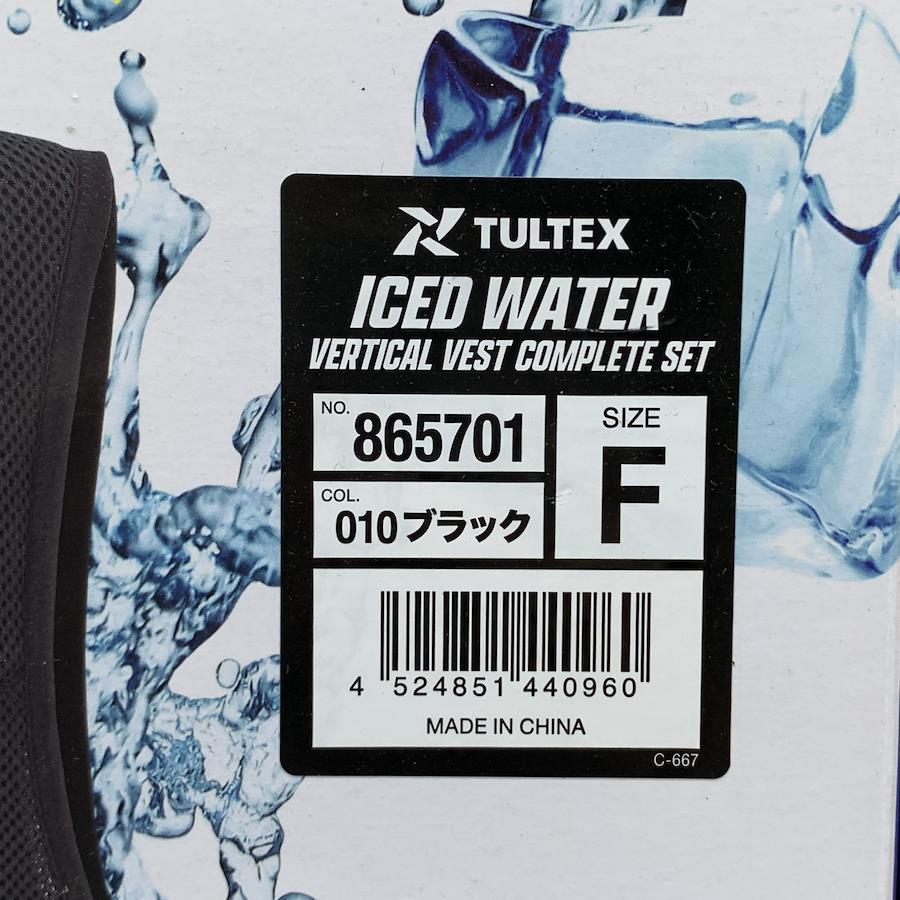 TULTEX
ICED WATER
VERTICAL VEST COMPLETE SET
NO.
865701
COL.
010ブラック
SIZE
F
4 524851 440960
MADE IN CHINA
C-667